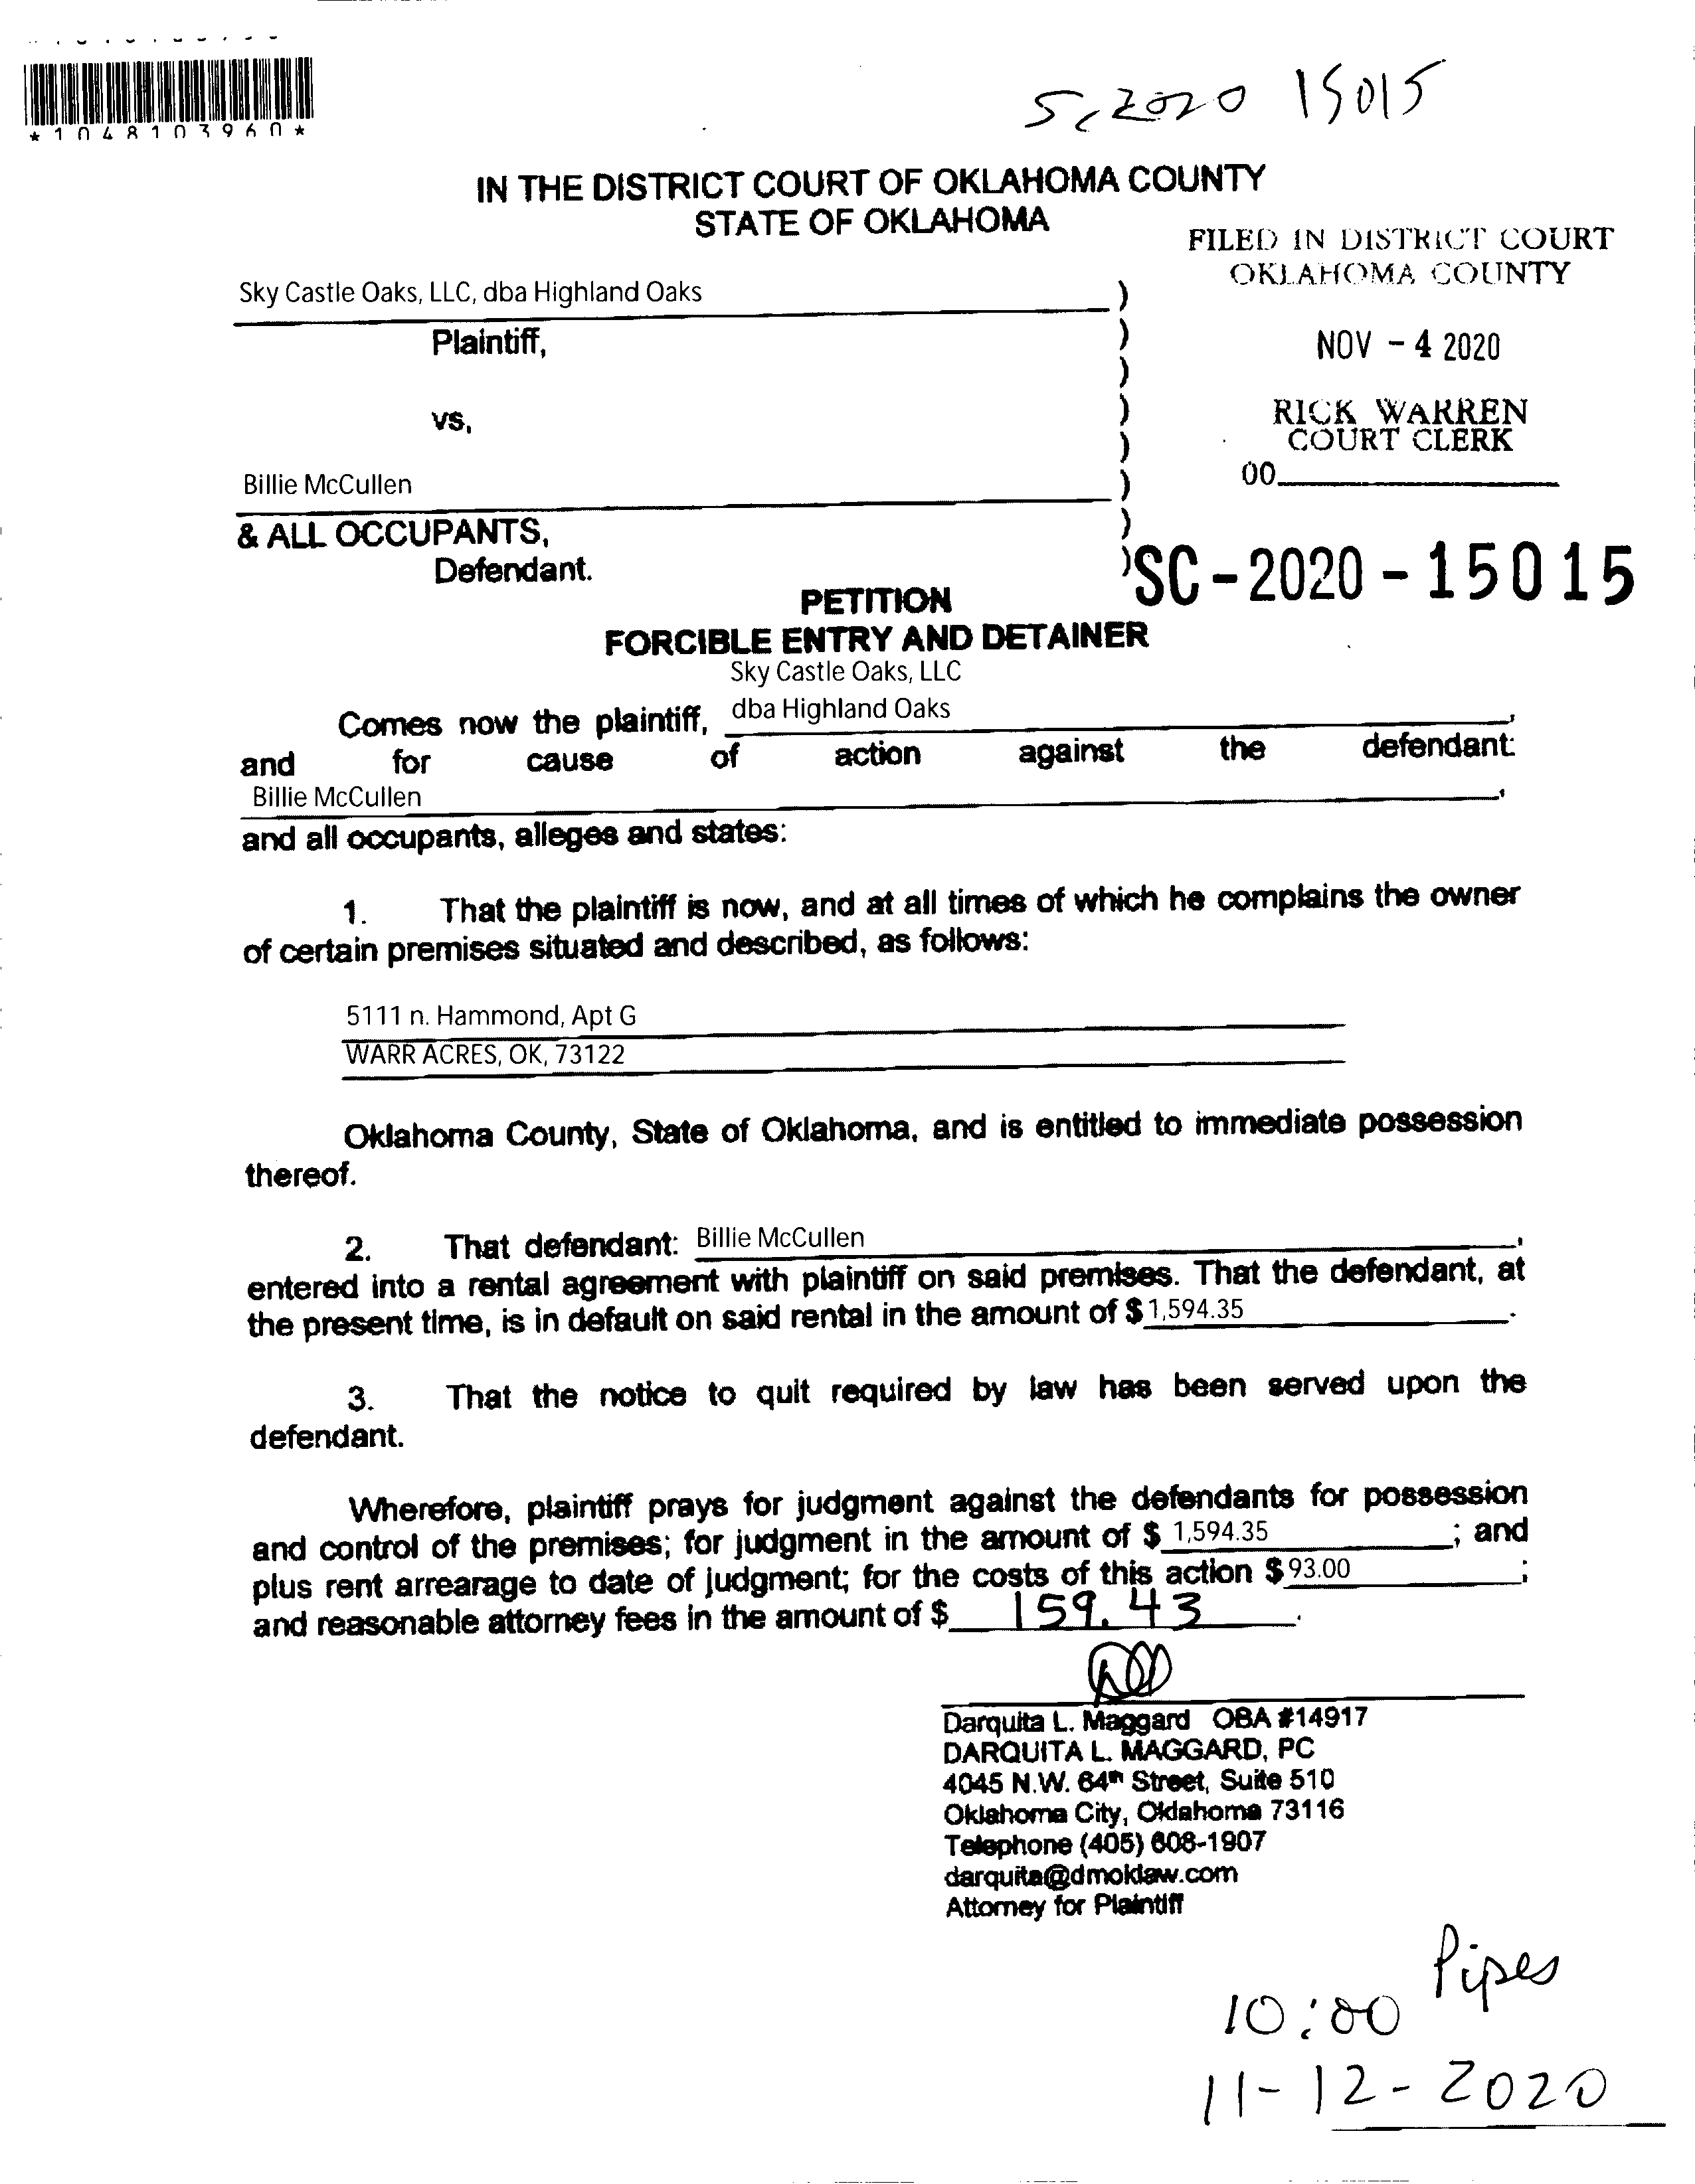 *1048103960*
Sc2020 15015
IN THE DISTRICT COURT OF OKLAHOMA COUNTY
STATE OF OKLAHOMA
FILED IN DISTRICT COURT
OKLAHOMA COUNTY
Sky Castle Oaks, LLC, dba Highland Oaks )
Plaintiff, )
NOV - 4 2020
)
vs, )
RICK WARREN
COURT CLERK
)
00
Billie McCullen )
& ALL OCCUPANTS, )
Defendant. )
SC-2020-15015
PETITION
FORCIBLE ENTRY AND DETAINER
Sky Castle Oaks, LLC
Comes now the plaintiff, dba Highland Oaks,
and for cause of action against the defendant:
Billie McCullen,
and all occupants, alleges and states:
1. That the plaintiff is now, and at all times of which he complains the owner
of certain premises situated and described, as follows:
5111 n. Hammond, Apt G
WARR ACRES, OK, 73122
Oklahoma County, State of Oklahoma, and is entitled to immediate possession
thereof.
2. That defendant: Billie McCullen,
entered into a rental agreement with plaintiff on said premises. That the defendant, at
the present time, is in default on said rental in the amount of $1,594.35.
3. That the notice to quit required by law has been served upon the
defendant.
Wherefore, plaintiff prays for judgment against the defendants for possession
and control of the premises; for judgment in the amount of $ 1,594.35; and
plus rent arrearage to date of judgment; for the costs of this action $93.00;
and reasonable attorney fees in the amount of $ 159.43.
Darquita L. Maggard OBA #14917
DARQUITA L. MAGGARD, PC
4045 N.W. 64th Street, Suite 510
Oklahoma City, Oklahoma 73116
Telephone (405) 608-1907
darquita@dmoklaw.com
Attorney for Plaintiff
Pipes
10:00
11-12-2020